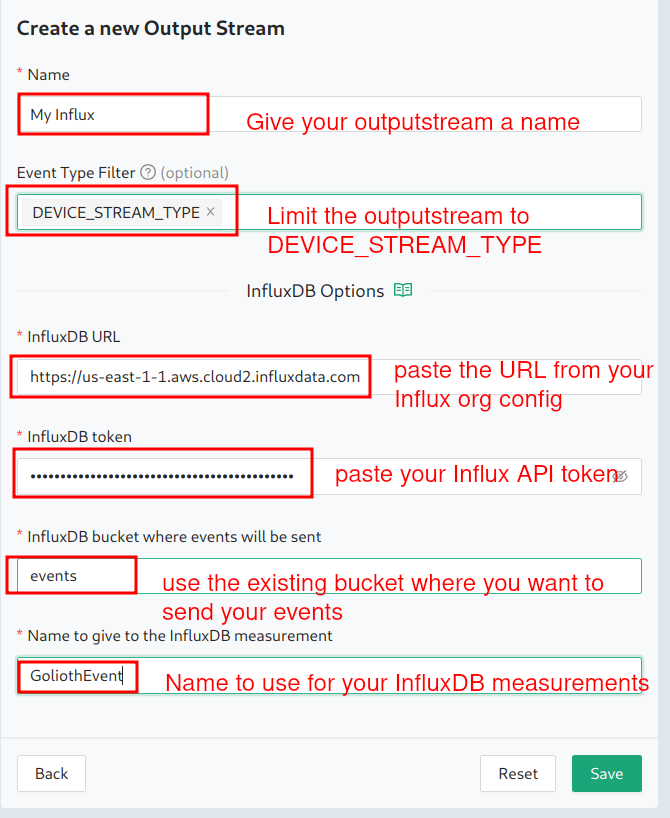 Create a new Output Stream
* Name
My Influx
Give your outputstream a name
Event Type Filter ? (optional)
DEVICE_STREAM_TYPE ×
Limit the outputstream to
DEVICE_STREAM_TYPE
InfluxDB Options
* InfluxDB URL
https://us-east-1-1.aws.cloud2.influxdata.com
paste the URL from your
Influx org config
* InfluxDB token
••••••••••••••••••••••••••••••••••••••••••••
paste your Influx API token
* InfluxDB bucket where events will be sent
events
use the existing bucket where you want to
send your events
* Name to give to the InfluxDB measurement
GoliothEvent
Name to use for your InfluxDB measurements
Back
Reset
Save